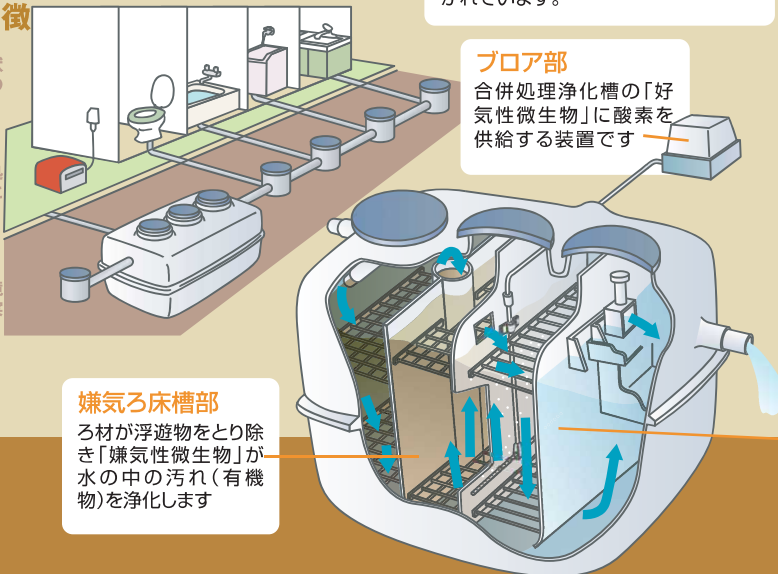 徴
かれています。
ブロア部
合併処理浄化槽の「好
気性微生物」に酸素を
供給する装置です
嫌気ろ床槽部
ろ材が浮遊物をとり除
き「嫌気性微生物」が
水の中の汚れ(有機
物)を浄化します